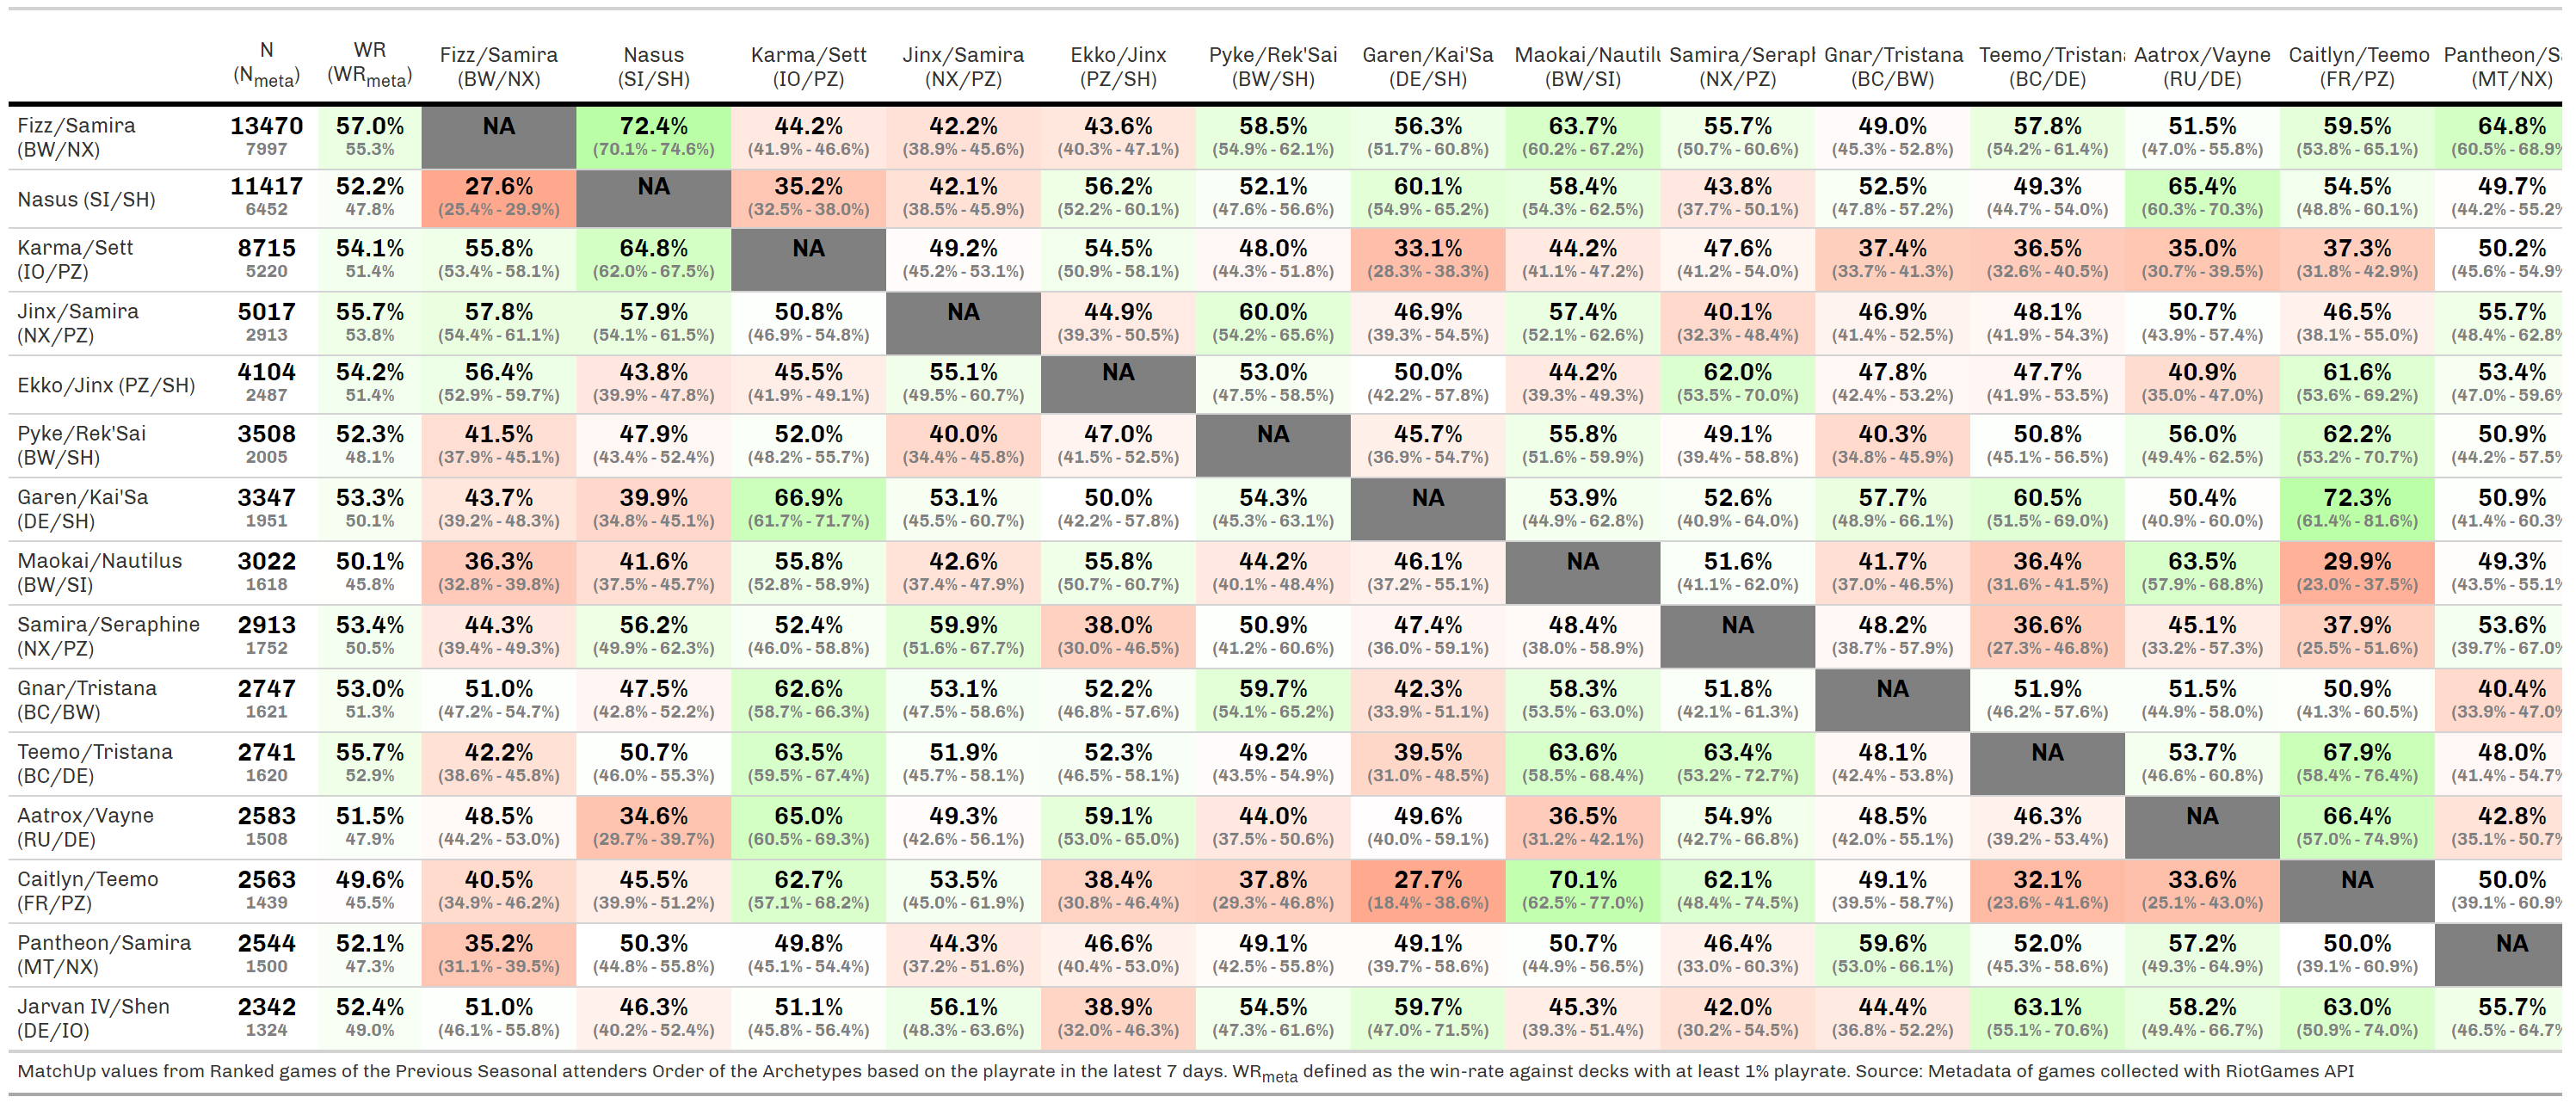 N WR Fizz/Samira Nasus Karma/Sett Jinx/Samira Ekko/Jinx Pyke/Rek'Sai Garen/Kai'Sa Maokai/Nautilu Samira/Seraph Gnar/Tristana Teemo/Tristana Aatrox/Vayne Caitlyn/Teemo Pantheon/S
(Nmeta) (WRmeta) (BW/NX) (SI/SH) (IO/PZ) (NX/PZ) (PZ/SH) (BW/SH) (DE/SH) (BW/SI) (NX/PZ) (BC/BW) (BC/DE) (RU/DE) (FR/PZ) (MT/NX)
Fizz/Samira 13470 57.0% NA 72.4% 44.2% 42.2% 43.6% 58.5% 56.3% 63.7% 55.7% 49.0% 57.8% 51.5% 59.5% 64.8%
(BW/NX) 7997 55.3% (70.1% - 74.6%) (41.9% - 46.6%) (38.9% - 45.6%) (40.3% - 47.1%) (54.9% - 62.1%) (51.7% - 60.8%) (60.2% - 67.2%) (50.7% - 60.6%) (45.3% - 52.8%) (54.2% - 61.4%) (47.0% - 55.8%) (53.8% - 65.1%) (60.5% - 68.9%
Nasus (SI/SH) 11417 52.2% 27.6% NA 35.2% 42.1% 56.2% 52.1% 60.1% 58.4% 43.8% 52.5% 49.3% 65.4% 54.5% 49.7%
6452 47.8% (25.4% - 29.9%) (32.5% - 38.0%) (38.5% - 45.9%) (52.2% - 60.1%) (47.6% - 56.6%) (54.9% - 65.2%) (54.3% - 62.5%) (37.7% - 50.1%) (47.8% - 57.2%) (44.7% - 54.0%) (60.3% - 70.3%) (48.8% - 60.1%) (44.2% - 55.2%
Karma/Sett 8715 54.1% 55.8% 64.8% NA 49.2% 54.5% 48.0% 33.1% 44.2% 47.6% 37.4% 36.5% 35.0% 37.3% 50.2%
(IO/PZ) 5220 51.4% (53.4% - 58.1%) (62.0% - 67.5%) (45.2% - 53.1%) (50.9% - 58.1%) (44.3% - 51.8%) (28.3% - 38.3%) (41.1% - 47.2%) (41.2% - 54.0%) (33.7% - 41.3%) (32.6% - 40.5%) (30.7% - 39.5%) (31.8% - 42.9%) (45.6% - 54.9%
Jinx/Samira 5017 55.7% 57.8% 57.9% 50.8% NA 44.9% 60.0% 46.9% 57.4% 40.1% 46.9% 48.1% 50.7% 46.5% 55.7%
(NX/PZ) 2913 53.8% (54.4% - 61.1%) (54.1% - 61.5%) (46.9% - 54.8%) (39.3% - 50.5%) (54.2% - 65.6%) (39.3% - 54.5%) (52.1% - 62.6%) (32.3% - 48.4%) (41.4% - 52.5%) (41.9% - 54.3%) (43.9% - 57.4%) (38.1% - 55.0%) (48.4% - 62.8%
Ekko/Jinx (PZ/SH) 4104 54.2% 56.4% 43.8% 45.5% 55.1% NA 53.0% 50.0% 44.2% 62.0% 47.8% 47.7% 40.9% 61.6% 53.4%
2487 51.4% (52.9% - 59.7%) (39.9% - 47.8%) (41.9% - 49.1%) (49.5% - 60.7%) (47.5% - 58.5%) (42.2% - 57.8%) (39.3% - 49.3%) (53.5% - 70.0%) (42.4% - 53.2%) (41.9% - 53.5%) (35.0% - 47.0%) (53.6% - 69.2%) (47.0% - 59.6%
Pyke/Rek'Sai 3508 52.3% 41.5% 47.9% 52.0% 40.0% 47.0% NA 45.7% 55.8% 49.1% 40.3% 50.8% 56.0% 62.2% 50.9%
(BW/SH) 2005 48.1% (37.9% - 45.1%) (43.4% - 52.4%) (48.2% - 55.7%) (34.4% - 45.8%) (41.5% - 52.5%) (36.9% - 54.7%) (51.6% - 59.9%) (39.4% - 58.8%) (34.8% - 45.9%) (45.1% - 56.5%) (49.4% - 62.5%) (53.2% - 70.7%) (44.2% - 57.5%
Garen/Kai'Sa 3347 53.3% 43.7% 39.9% 66.9% 53.1% 50.0% 54.3% NA 53.9% 52.6% 57.7% 60.5% 50.4% 72.3% 50.9%
(DE/SH) 1951 50.1% (39.2% - 48.3%) (34.8% - 45.1%) (61.7% - 71.7%) (45.5% - 60.7%) (42.2% - 57.8%) (45.3% - 63.1%) (44.9% - 62.8%) (40.9% - 64.0%) (48.9% - 66.1%) (51.5% - 69.0%) (40.9% - 60.0%) (61.4% - 81.6%) (41.4% - 60.3%
Maokai/Nautilus 3022 50.1% 36.3% 41.6% 55.8% 42.6% 55.8% 44.2% 46.1% NA 51.6% 41.7% 36.4% 63.5% 29.9% 49.3%
(BW/SI) 1618 45.8% (32.8% - 39.8%) (37.5% - 45.7%) (52.8% - 58.9%) (37.4% - 47.9%) (50.7% - 60.7%) (40.1% - 48.4%) (37.2% - 55.1%) (41.1% - 62.0%) (37.0% - 46.5%) (31.6% - 41.5%) (57.9% - 68.8%) (23.0% - 37.5%) (43.5% - 55.1%
Samira/Seraphine 2913 53.4% 44.3% 56.2% 52.4% 59.9% 38.0% 50.9% 47.4% 48.4% NA 48.2% 36.6% 45.1% 37.9% 53.6%
(NX/PZ) 1752 50.5% (39.4% - 49.3%) (49.9% - 62.3%) (46.0% - 58.8%) (51.6% - 67.7%) (30.0% - 46.5%) (41.2% - 60.6%) (36.0% - 59.1%) (38.0% - 58.9%) (38.7% - 57.9%) (27.3% - 46.8%) (33.2% - 57.3%) (25.5% - 51.6%) (39.7% - 67.0%
Gnar/Tristana 2747 53.0% 51.0% 47.5% 62.6% 53.1% 52.2% 59.7% 42.3% 58.3% 51.8% NA 51.9% 51.5% 50.9% 40.4%
(BC/BW) 1621 51.3% (47.2% - 54.7%) (42.8% - 52.2%) (58.7% - 66.3%) (47.5% - 58.6%) (46.8% - 57.6%) (54.1% - 65.2%) (33.9% - 51.1%) (53.5% - 63.0%) (42.1% - 61.3%) (46.2% - 57.6%) (44.9% - 58.0%) (41.3% - 60.5%) (33.9% - 47.0%
Teemo/Tristana 2741 55.7% 42.2% 50.7% 63.5% 51.9% 52.3% 49.2% 39.5% 63.6% 63.4% 48.1% NA 53.7% 67.9% 48.0%
(BC/DE) 1620 52.9% (38.6% - 45.8%) (46.0% - 55.3%) (59.5% - 67.4%) (45.7% - 58.1%) (46.5% - 58.1%) (43.5% - 54.9%) (31.0% - 48.5%) (58.5% - 68.4%) (53.2% - 72.7%) (42.4% - 53.8%) (46.6% - 60.8%) (58.4% - 76.4%) (41.4% - 54.7%
Aatrox/Vayne 2583 51.5% 48.5% 34.6% 65.0% 49.3% 59.1% 44.0% 49.6% 36.5% 54.9% 48.5% 46.3% NA 66.4% 42.8%
(RU/DE) 1508 47.9% (44.2% - 53.0%) (29.7% - 39.7%) (60.5% - 69.3%) (42.6% - 56.1%) (53.0% - 65.0%) (37.5% - 50.6%) (40.0% - 59.1%) (31.2% - 42.1%) (42.7% - 66.8%) (42.0% - 55.1%) (39.2% - 53.4%) (57.0% - 74.9%) (35.1% - 50.7%
Caitlyn/Teemo 2563 49.6% 40.5% 45.5% 62.7% 53.5% 38.4% 37.8% 27.7% 70.1% 62.1% 49.1% 32.1% 33.6% NA 50.0%
(FR/PZ) 1439 45.5% (34.9% - 46.2%) (39.9% - 51.2%) (57.1% - 68.2%) (45.0% - 61.9%) (30.8% - 46.4%) (29.3% - 46.8%) (18.4% - 38.6%) (62.5% - 77.0%) (48.4% - 74.5%) (39.5% - 58.7%) (23.6% - 41.6%) (25.1% - 43.0%) (39.1% - 60.9%
Pantheon/Samira 2544 52.1% 35.2% 50.3% 49.8% 44.3% 46.6% 49.1% 49.1% 50.7% 46.4% 59.6% 52.0% 57.2% 50.0% NA
(MT/NX) 1500 47.3% (31.1% - 39.5%) (44.8% - 55.8%) (45.1% - 54.4%) (37.2% - 51.6%) (40.4% - 53.0%) (42.5% - 55.8%) (39.7% - 58.6%) (44.9% - 56.5%) (33.0% - 60.3%) (53.0% - 66.1%) (45.3% - 58.6%) (49.3% - 64.9%) (39.1% - 60.9%)
Jarvan IV/Shen 2342 52.4% 51.0% 46.3% 51.1% 56.1% 38.9% 54.5% 59.7% 45.3% 42.0% 44.4% 63.1% 58.2% 63.0% 55.7%
(DE/IO) 1324 49.0% (46.1% - 55.8%) (40.2% - 52.4%) (45.8% - 56.4%) (48.3% - 63.6%) (32.0% - 46.3%) (47.3% - 61.6%) (47.0% - 71.5%) (39.3% - 51.4%) (30.2% - 54.5%) (36.8% - 52.2%) (55.1% - 70.6%) (49.4% - 66.7%) (50.9% - 74.0%) (46.5% - 64.7%
MatchUp values from Ranked games of the Previous Seasonal attenders Order of the Archetypes based on the playrate in the latest 7 days. WRmeta defined as the win-rate against decks with at least 1% playrate. Source: Metadata of games collected with RiotGames API